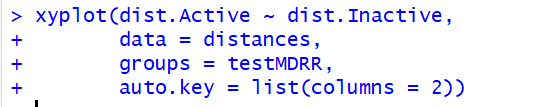 > xyplot(dist.Active ~ dist.Inactive,
+        data = distances,
+        groups = testMDRR,
+        auto.key = list(columns = 2))